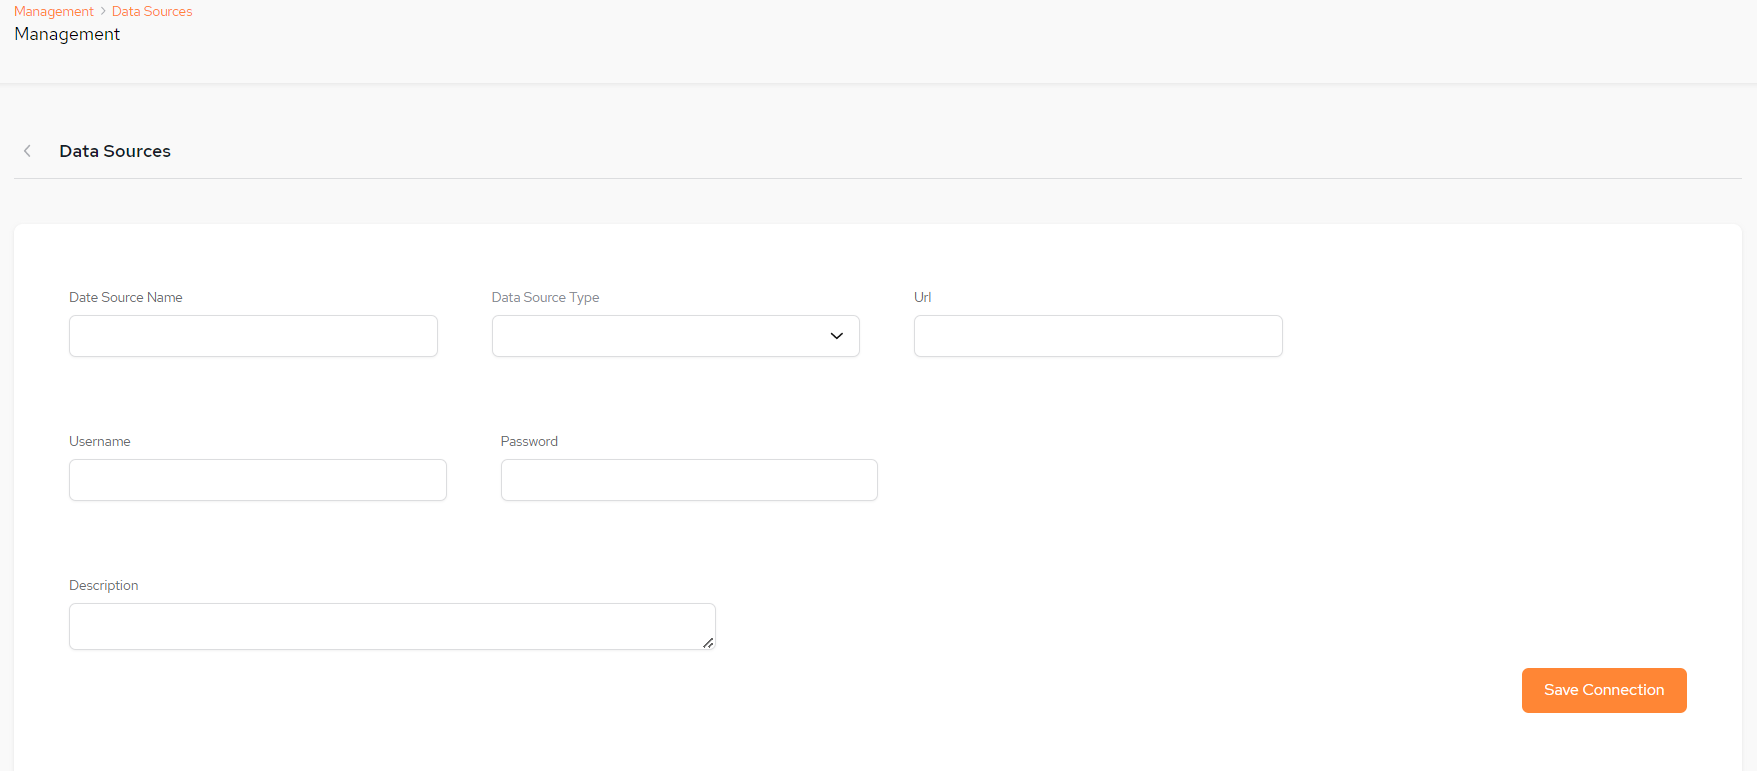 Management > Data Sources
Management
Data Sources
Date Source Name
Data Source Type
Url
Username
Password
Description
Save Connection